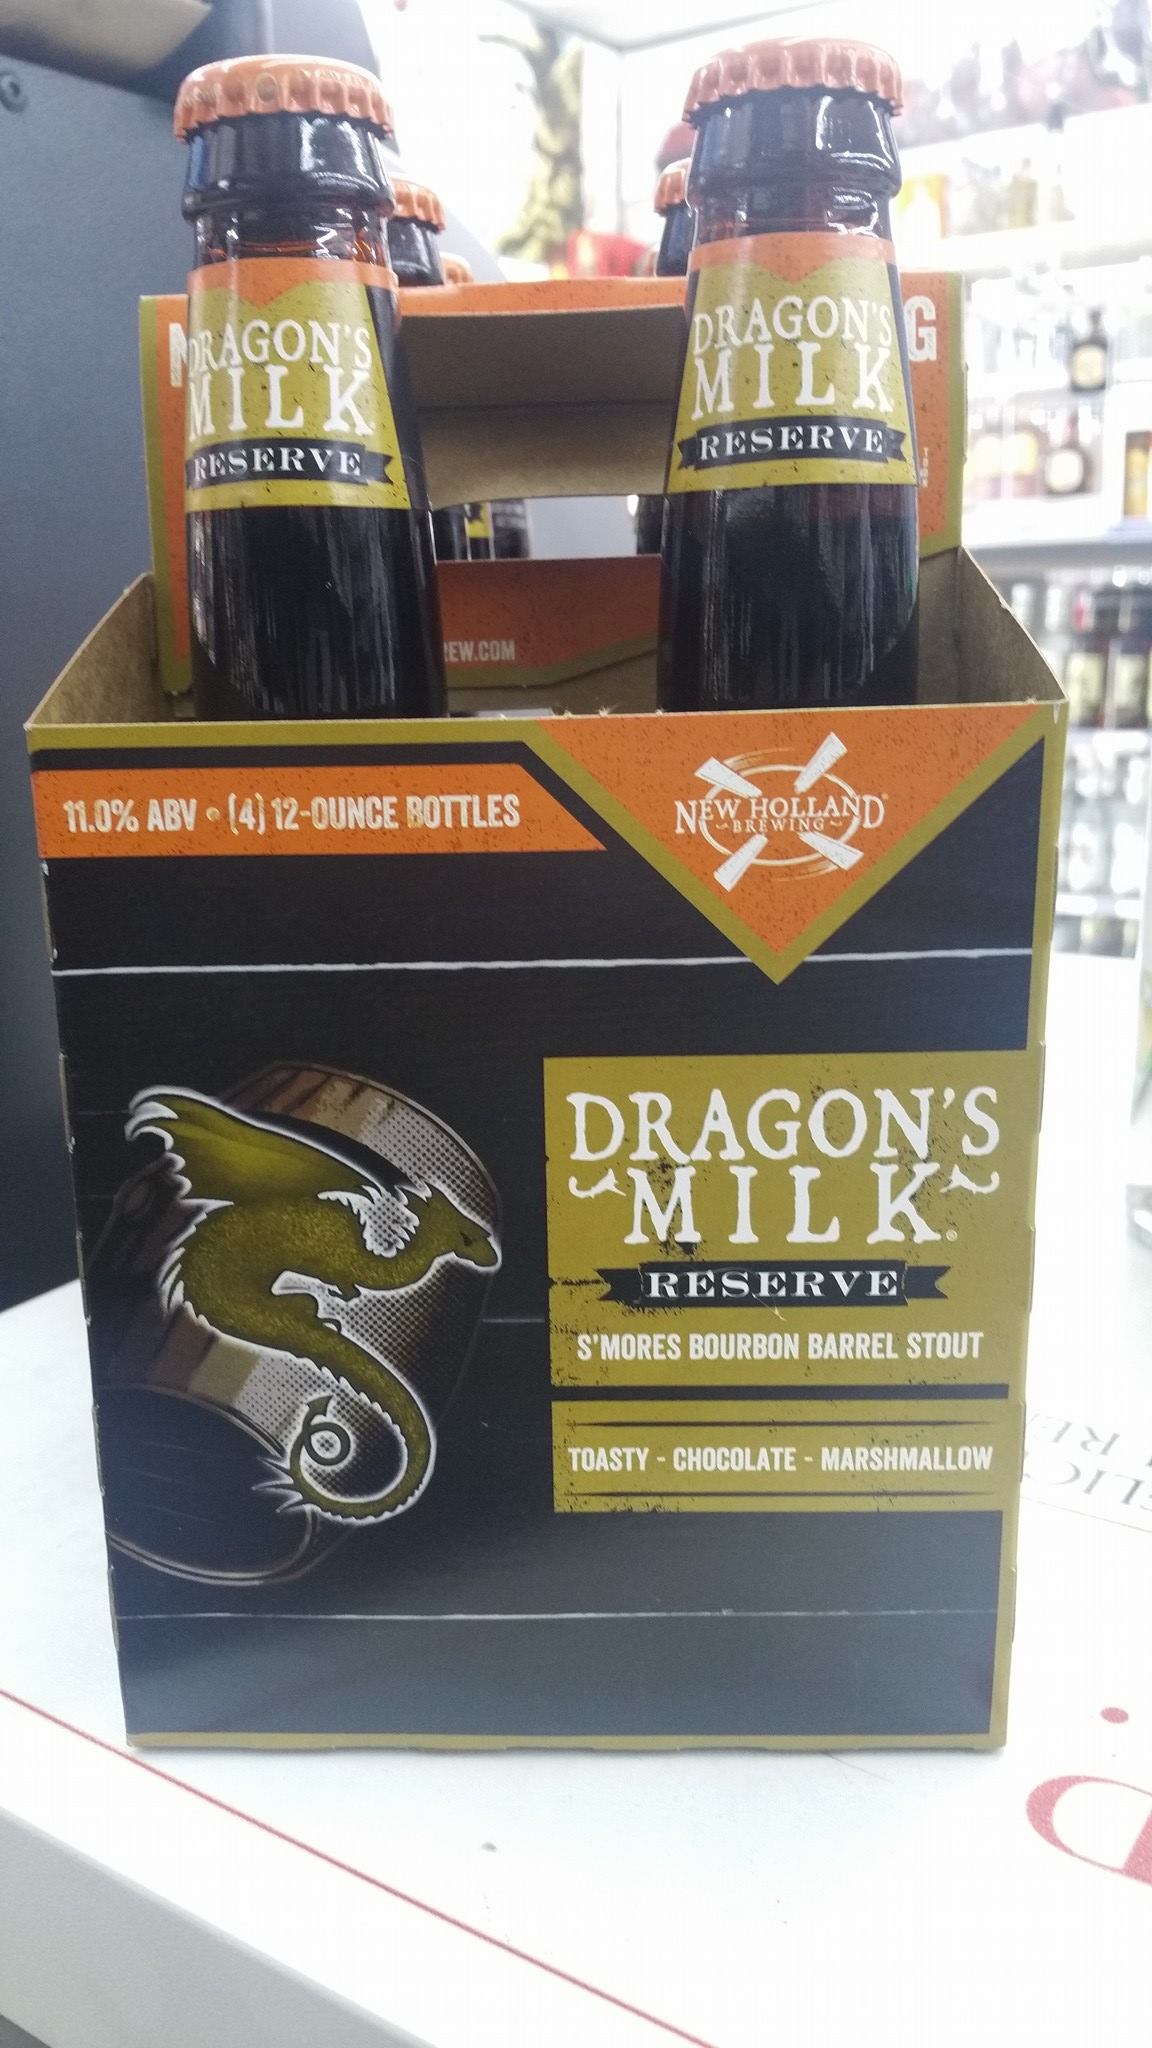 DRAGON'S
MILK
RESERVE
DRAGON'S
MILK
RESERVE
G
EW.COM
11.0% ABV • (4) 12-OUNCE BOTTLES
NEW HOLLAND
BREWING
DRAGON'S
MILK®
RESERVE
S'MORES BOURBON BARREL STOUT
TOASTY - CHOCOLATE - MARSHMALLOW